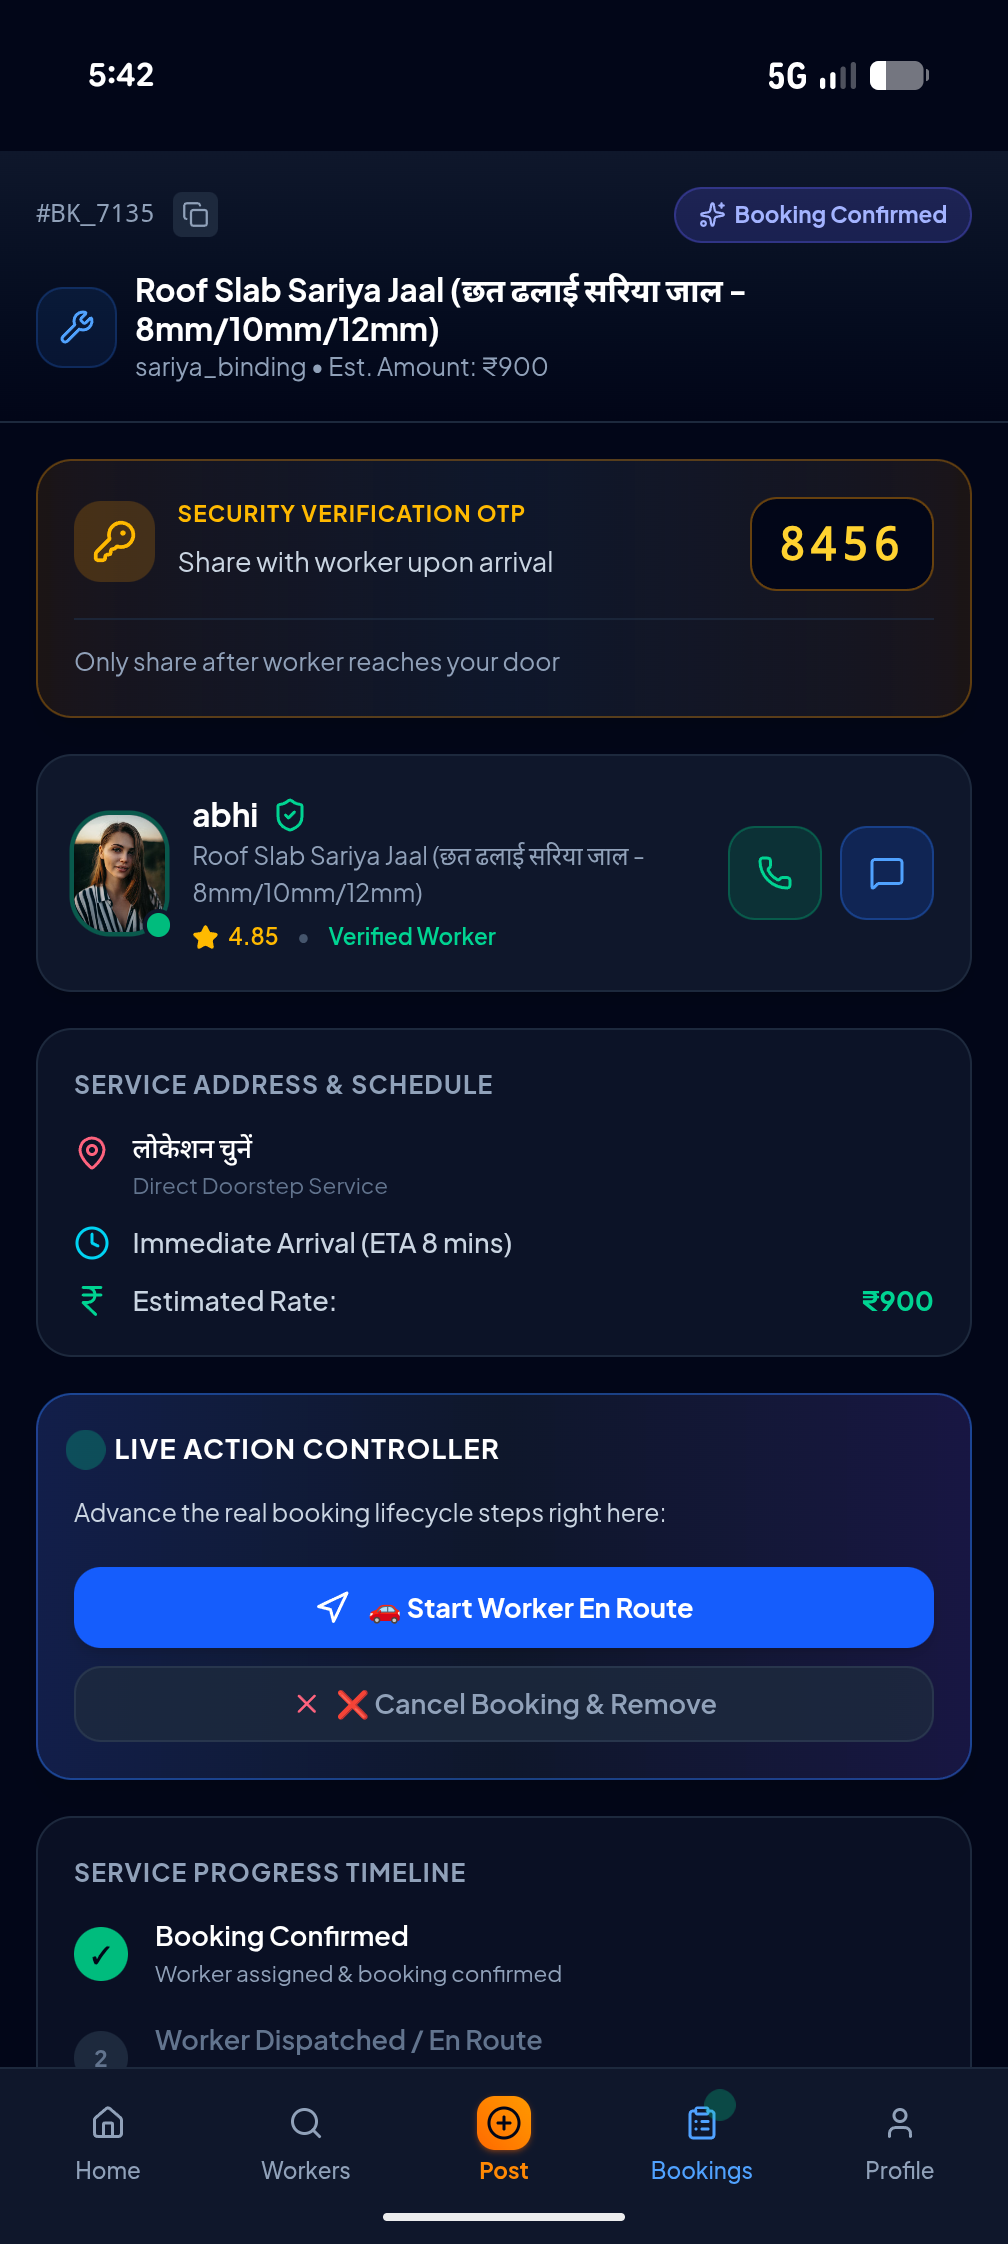 5:42
5G
#BK_7135
Booking Confirmed
Roof Slab Sariya Jaal (छत ढलाई सरिया जाल -
8mm/10mm/12mm)
sariya_binding • Est. Amount: ₹900
SECURITY VERIFICATION OTP
Share with worker upon arrival
8456
Only share after worker reaches your door
abhi
Roof Slab Sariya Jaal (छत ढलाई सरिया जाल -
8mm/10mm/12mm)
4.85 • Verified Worker
SERVICE ADDRESS & SCHEDULE
लोकेशन चुनें
Direct Doorstep Service
Immediate Arrival (ETA 8 mins)
Estimated Rate: ₹900
LIVE ACTION CONTROLLER
Advance the real booking lifecycle steps right here:
🚗 Start Worker En Route
❌ Cancel Booking & Remove
SERVICE PROGRESS TIMELINE
✓ Booking Confirmed
Worker assigned & booking confirmed
2 Worker Dispatched / En Route
Home
Workers
Post
Bookings
Profile